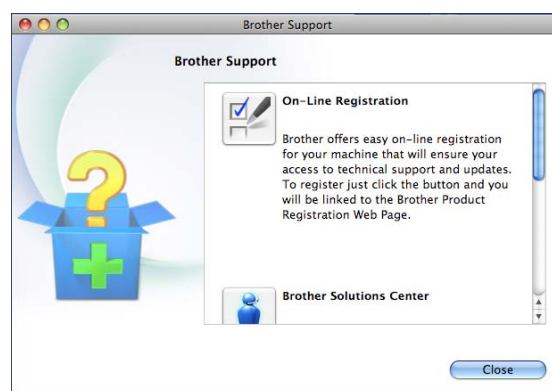 Brother Support
Brother Support
On-Line Registration
Brother offers easy on-line registration
for your machine that will ensure your
access to technical support and updates.
To register just click the button and you
will be linked to the Brother Product
Registration Web Page.
Brother Solutions Center
Close